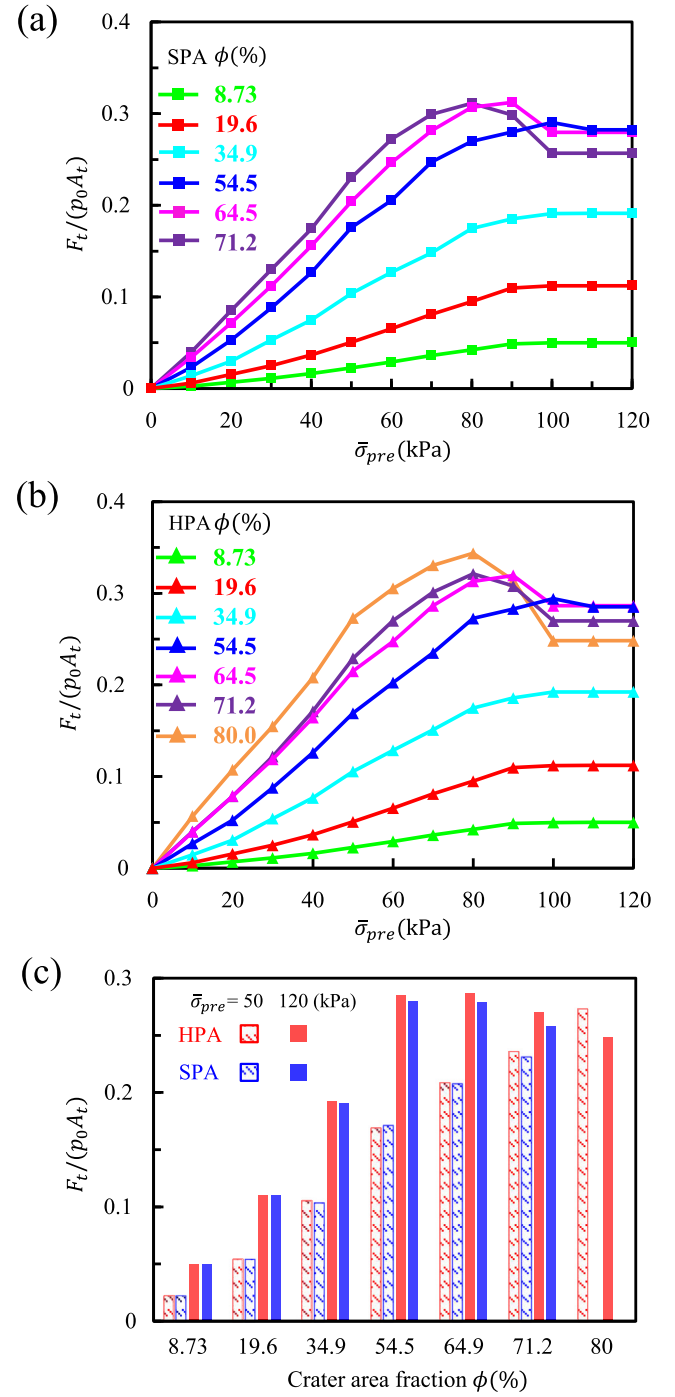 (a)
0.4
SPA ϕ(%)
8.73
0.3
19.6
34.9
54.5
0.2
64.5
71.2
0.1
0
F_t/(p_0A_t)
0 20 40 60 80 100 120
σ̄_pre(kPa)
(b)
0.4
HPA ϕ(%)
8.73
0.3
19.6
34.9
54.5
0.2
64.5
71.2
80.0
0.1
0
F_t/(p_0A_t)
0 20 40 60 80 100 120
σ̄_pre(kPa)
(c)
0.3
σ̄_pre = 50 120 (kPa)
HPA
SPA
0.2
0.1
0
F_t/(p_0A_t)
8.73 19.6 34.9 54.5 64.9 71.2 80
Crater area fraction ϕ(%)